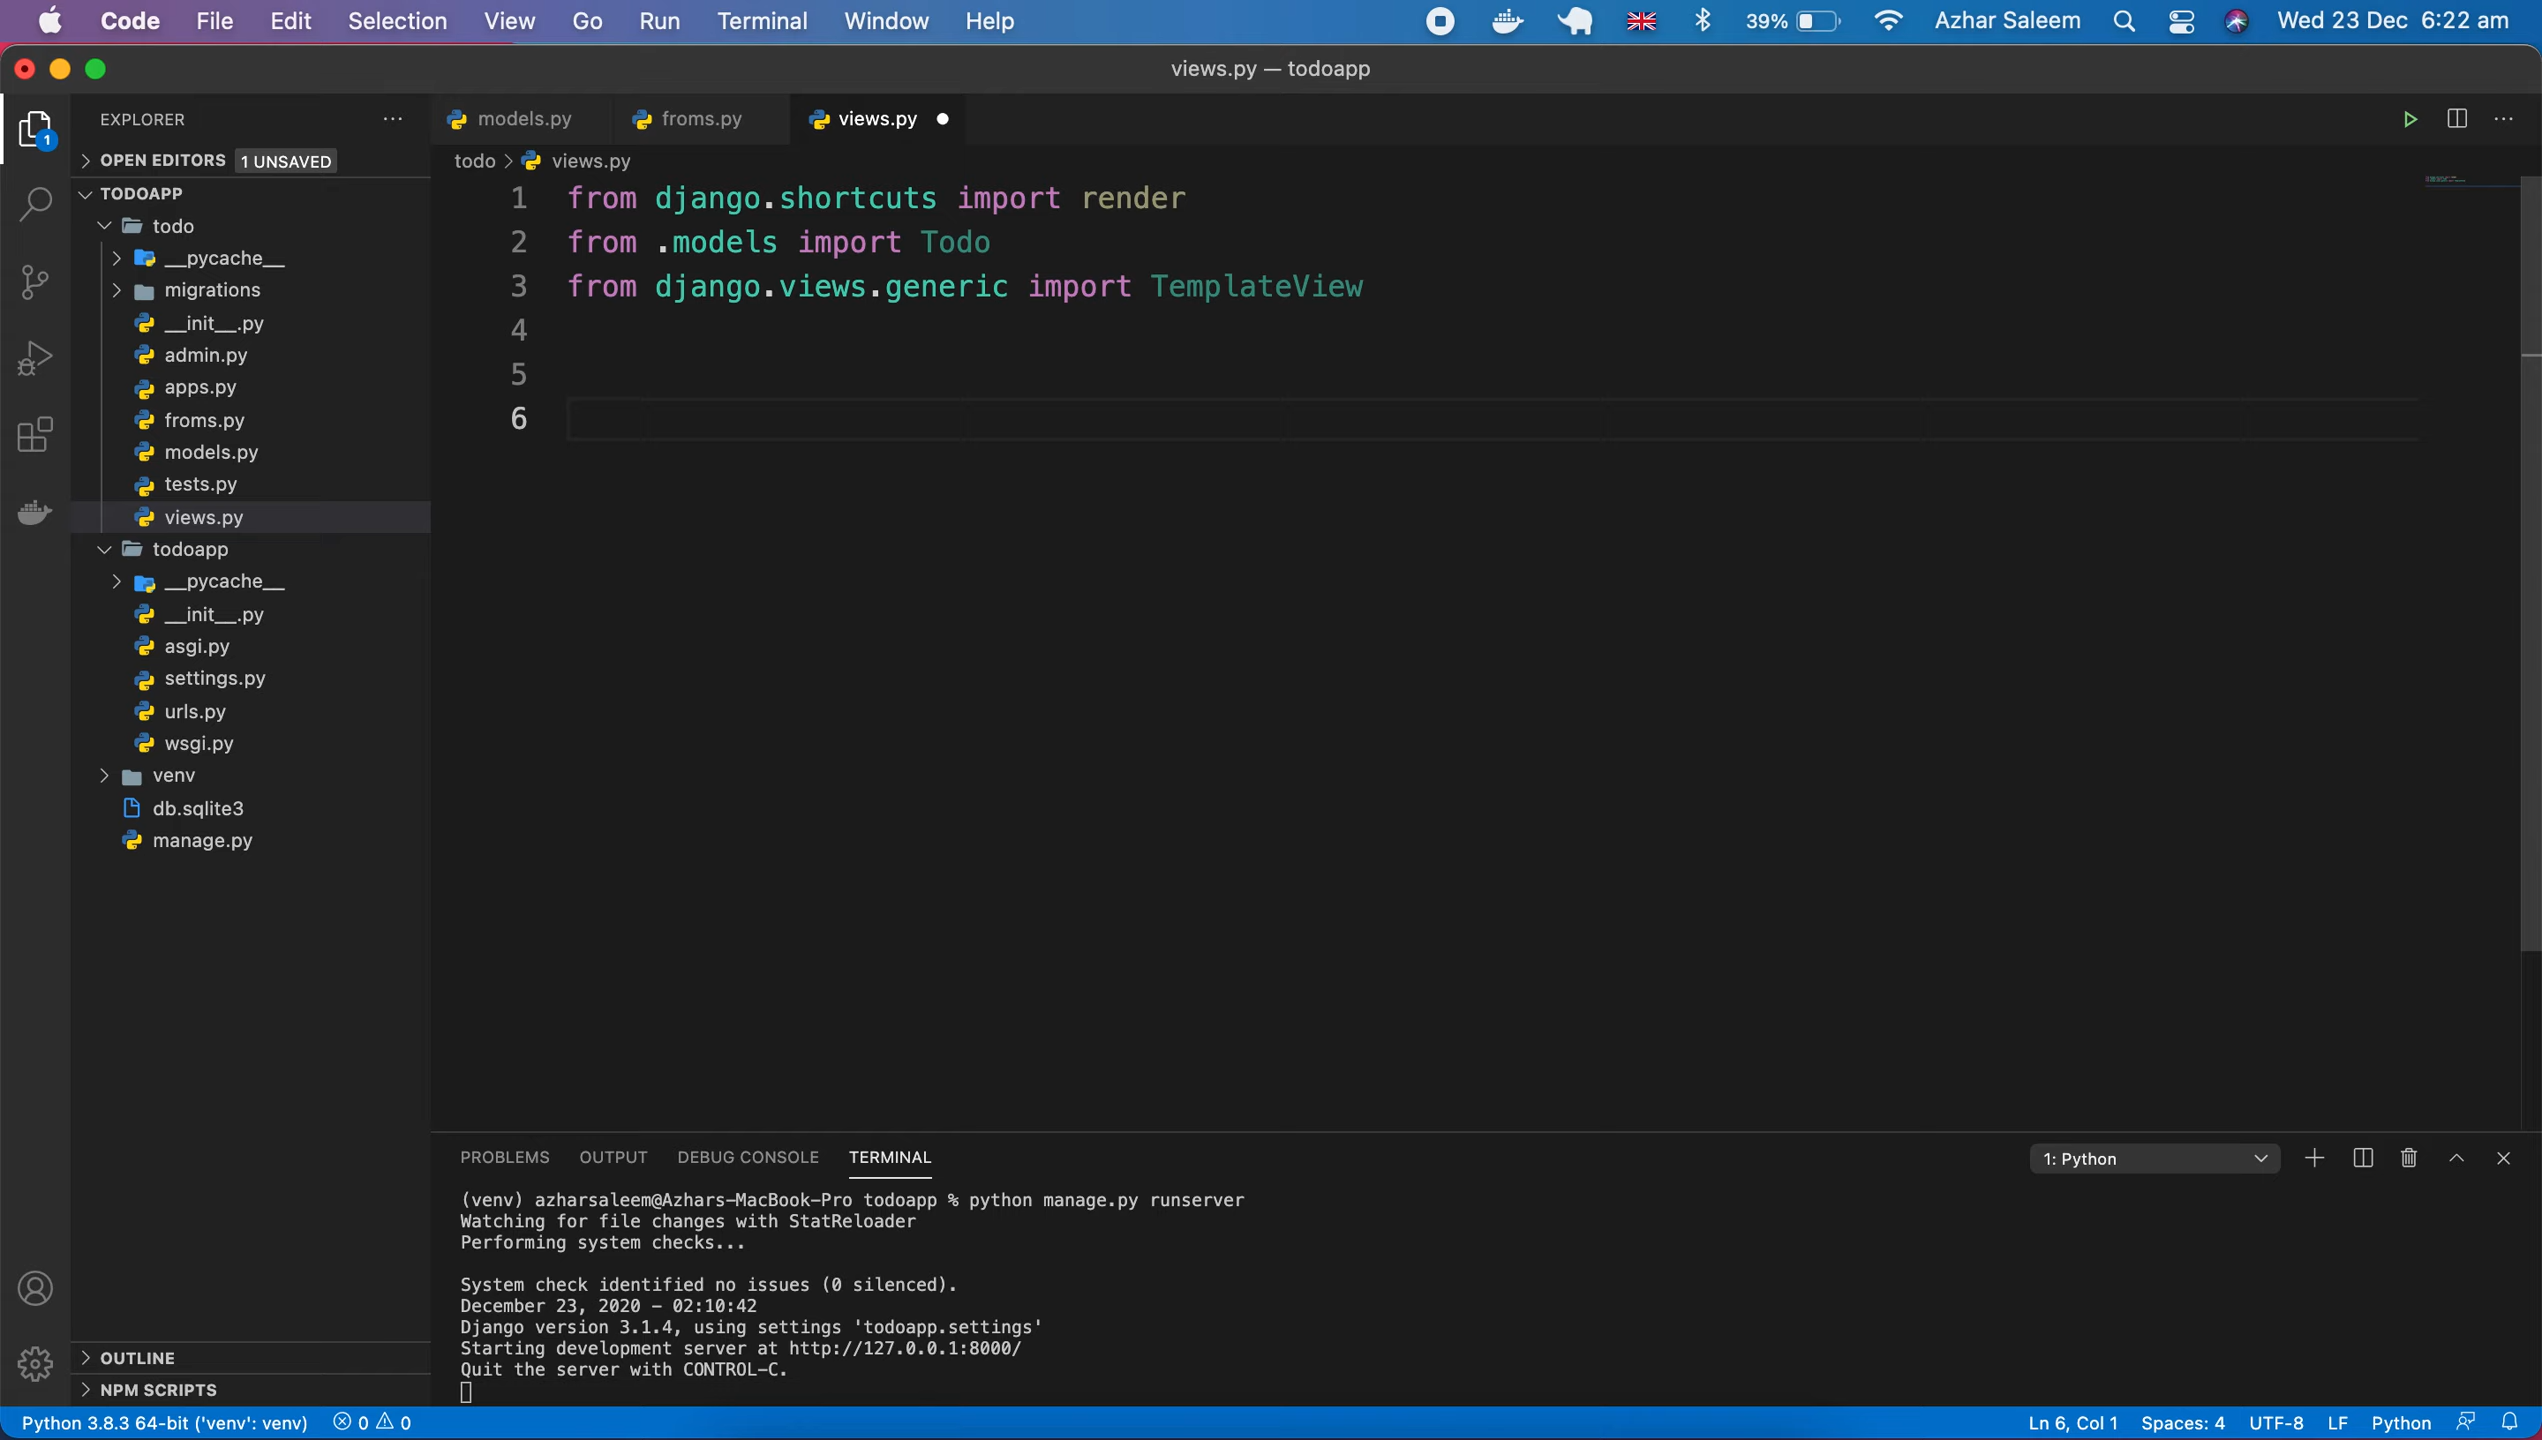 Code File Edit Selection View Go Run Terminal Window Help 39% Azhar Saleem Wed 23 Dec 6:22 am
views.py — todoapp
EXPLORER
1
OPEN EDITORS 1 UNSAVED
TODOAPP
todo
__pycache__
migrations
__init__.py
admin.py
apps.py
froms.py
models.py
tests.py
views.py
todoapp
__pycache__
__init__.py
asgi.py
settings.py
urls.py
wsgi.py
venv
db.sqlite3
manage.py
OUTLINE
NPM SCRIPTS
models.py froms.py views.py
todo > views.py
1 from django.shortcuts import render
2 from .models import Todo
3 from django.views.generic import TemplateView
4
5
6
PROBLEMS OUTPUT DEBUG CONSOLE TERMINAL 1: Python
(venv) azharsaleem@Azhars-MacBook-Pro todoapp % python manage.py runserver
Watching for file changes with StatReloader
Performing system checks...
System check identified no issues (0 silenced).
December 23, 2020 - 02:10:42
Django version 3.1.4, using settings 'todoapp.settings'
Starting development server at http://127.0.0.1:8000/
Quit the server with CONTROL-C.
Python 3.8.3 64-bit ('venv': venv) 0 0 Ln 6, Col 1 Spaces: 4 UTF-8 LF Python